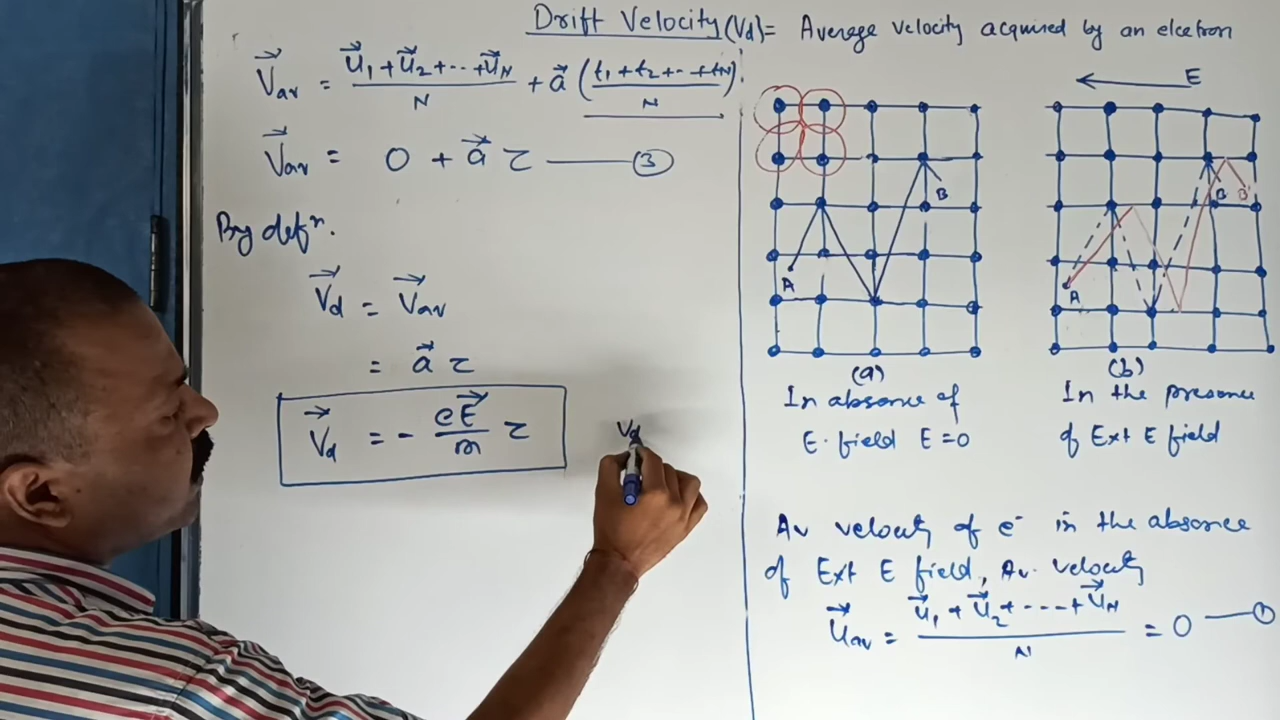 Drift Velocity (Vd) = Average velocity acquired by an elcetron
V⃗av = (u⃗1 + u⃗2 + -- + u⃗N)/N + a⃗ (t1 + t2 + -- + tN)/N
V⃗av = 0 + a⃗ τ —— ③
By defⁿ.
V⃗d = V⃗av
= a⃗ τ
V⃗d = - eE⃗/m τ
Vd
A
B
(a)
In absence of
E. field E = 0
E
A
B
B'
(b)
In the presence
of Ext E field
Av velocity of e⁻ in the absence
of Ext E field, Av. velocity
u⃗av = (u⃗1 + u⃗2 + ---- + u⃗N)/N = 0 —— ①